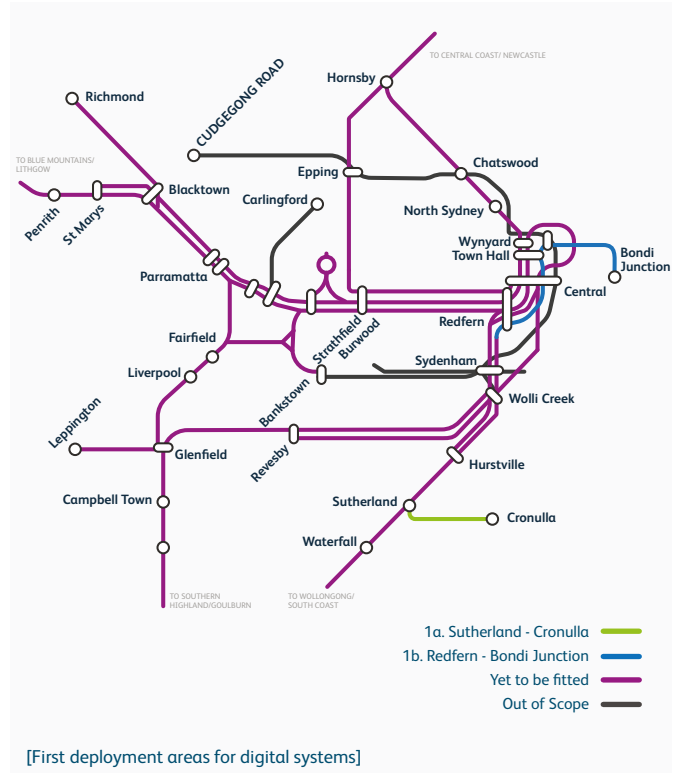 TO CENTRAL COAST/ NEWCASTLE
Hornsby
Richmond
CUDGEGONG ROAD
TO BLUE MOUNTAINS/
LITHGOW
Epping
Chatswood
Blacktown
Carlingford
North Sydney
Penrith
St Marys
Wynyard
Town Hall
Bondi
Junction
Parramatta
Central
Redfern
Strathfield
Burwood
Fairfield
Sydenham
Liverpool
Bankstown
Wolli Creek
Leppington
Glenfield
Revesby
Hurstville
Campbell Town
Sutherland
Cronulla
Waterfall
TO SOUTHERN
HIGHLAND/GOULBURN
TO WOLLONGONG/
SOUTH COAST
1a. Sutherland - Cronulla
1b. Redfern - Bondi Junction
Yet to be fitted
Out of Scope
[First deployment areas for digital systems]